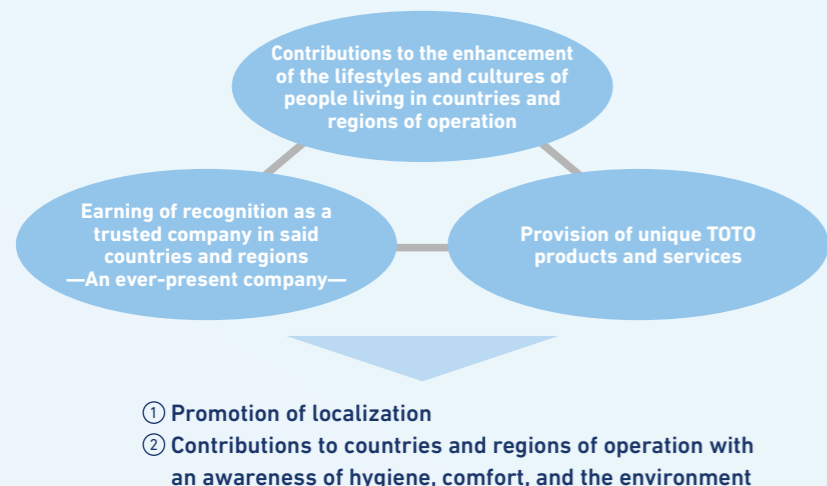 Contributions to the enhancement
of the lifestyles and cultures of
people living in countries and
regions of operation
Earning of recognition as a
trusted company in said
countries and regions
—An ever-present company—
Provision of unique TOTO
products and services
① Promotion of localization
② Contributions to countries and regions of operation with
an awareness of hygiene, comfort, and the environment